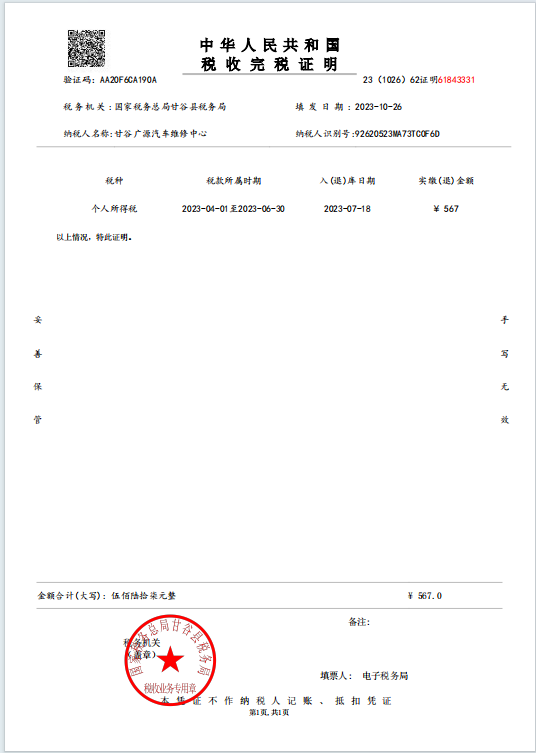 中华人民共和国
税收完税证明
验证码: AA20F6CA190A
23 (1026) 62证明61843331
税务机关:国家税务总局甘谷县税务局
填发日期: 2023-10-26
纳税人名称:甘谷广源汽车维修中心
纳税人识别号:92620523MA73TC0F6D
税种 税款所属时期 入(退)库日期 实缴(退)金额
个人所得税 2023-04-01至2023-06-30 2023-07-18 ¥ 567
以上情况，特此证明。
妥善保管
手写无效
金额合计(大写): 伍佰陆拾柒元整 ¥ 567.0
备注:
税务机关
（盖章）
国家税务总局甘谷县税务局
税收业务专用章
填票人: 电子税务局
本凭证不作纳税人记账、抵扣凭证
第1页,共1页